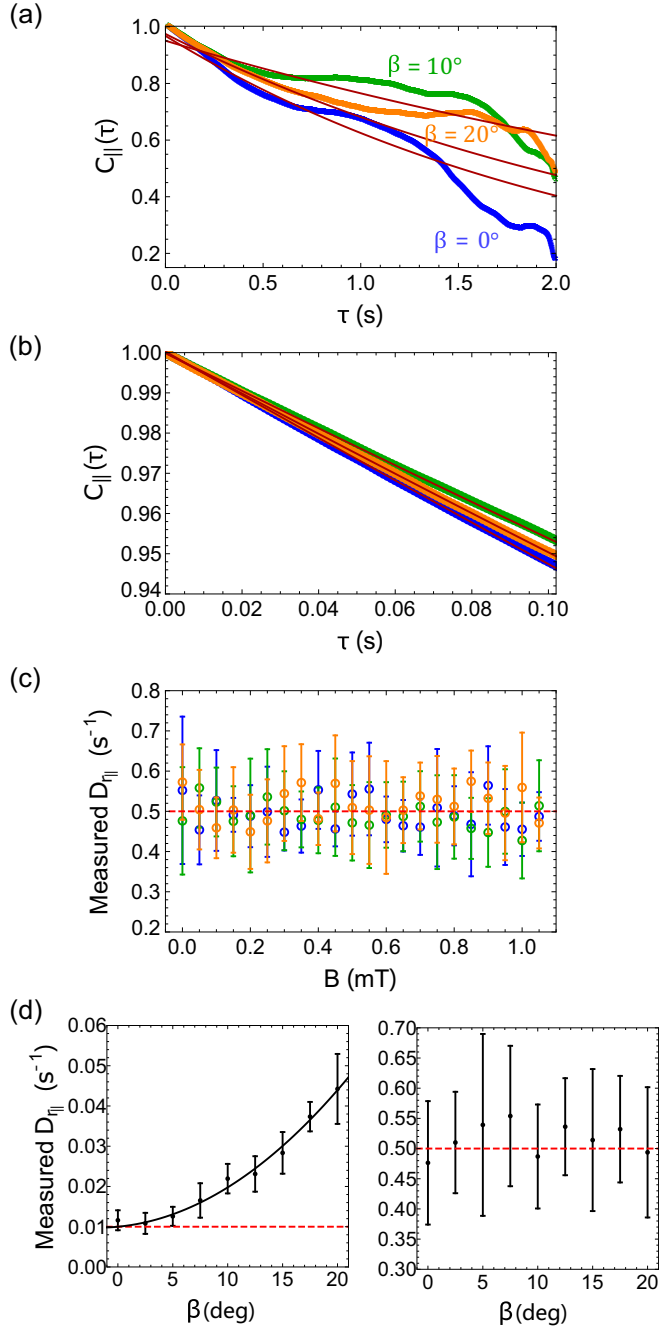 (a)
1.0
0.8
0.6
0.4
0.2
C||(τ)
β = 10°
β = 20°
β = 0°
0.0 0.5 1.0 1.5 2.0
τ (s)
(b)
1.00
0.99
0.98
0.97
0.96
0.95
0.94
C||(τ)
0.00 0.02 0.04 0.06 0.08 0.10
τ (s)
(c)
0.8
0.7
0.6
0.5
0.4
0.3
0.2
Measured Dr|| (s⁻¹)
0.0 0.2 0.4 0.6 0.8 1.0
B (mT)
(d)
0.06
0.05
0.04
0.03
0.02
0.01
0.00
Measured Dr|| (s⁻¹)
0 5 10 15 20
β(deg)
0.70
0.65
0.60
0.55
0.50
0.45
0.40
0.35
0.30
0 5 10 15 20
β(deg)